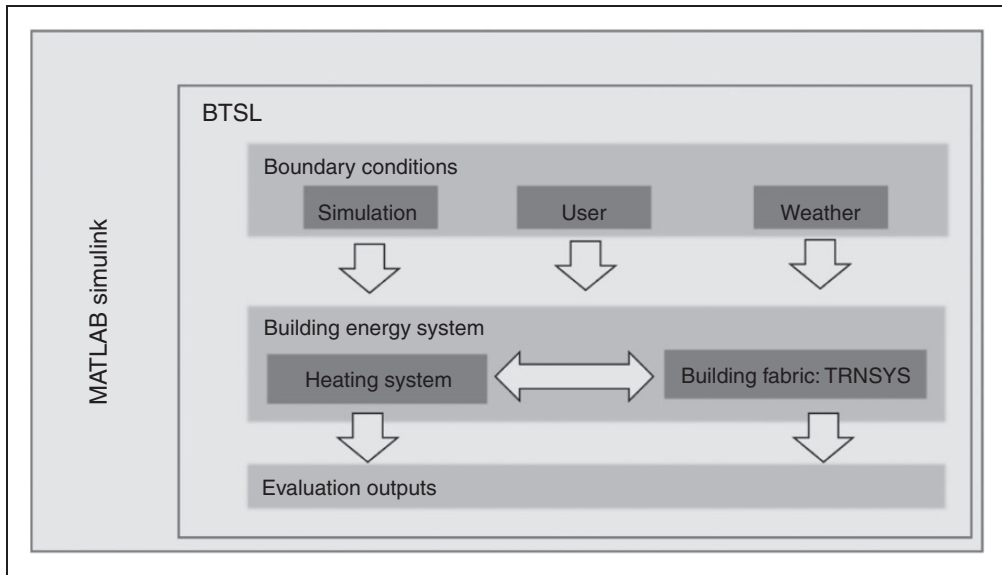 MATLAB simulink
BTSL
Boundary conditions
Simulation
User
Weather
Building energy system
Heating system
Building fabric: TRNSYS
Evaluation outputs